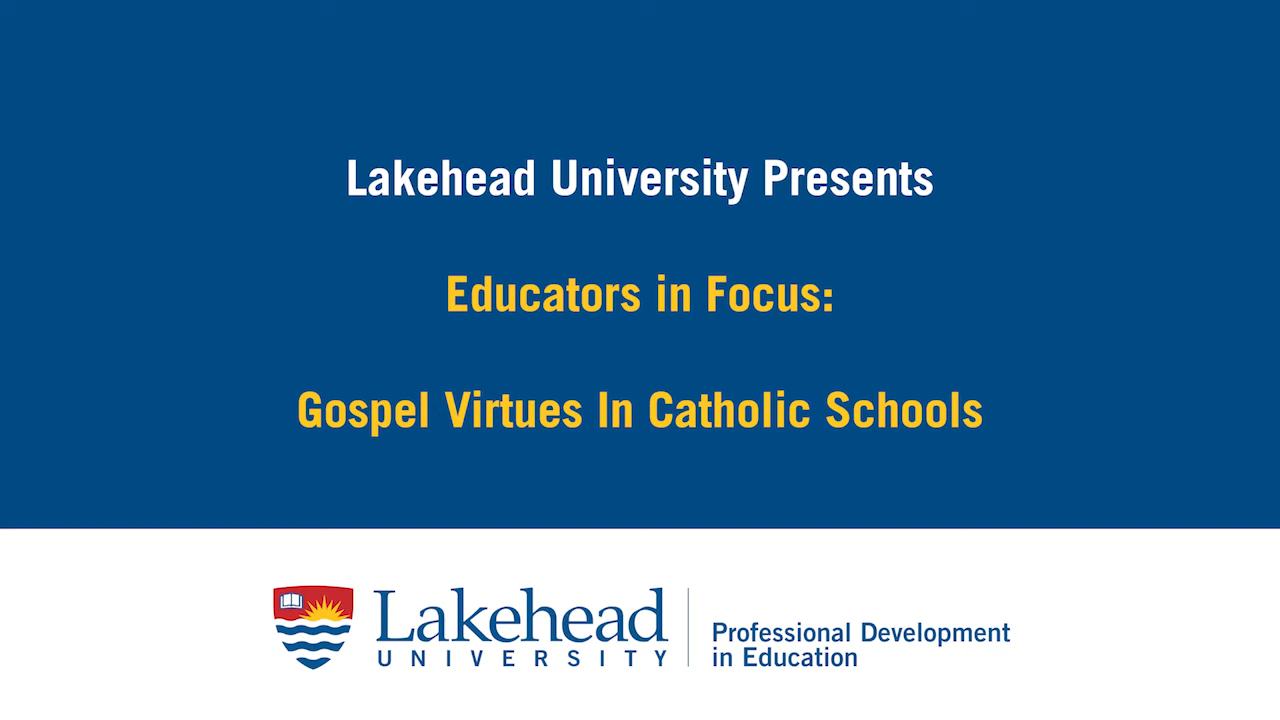 Lakehead University Presents
Educators in Focus:
Gospel Virtues In Catholic Schools
Lakehead
UNIVERSITY
Professional Development
in Education